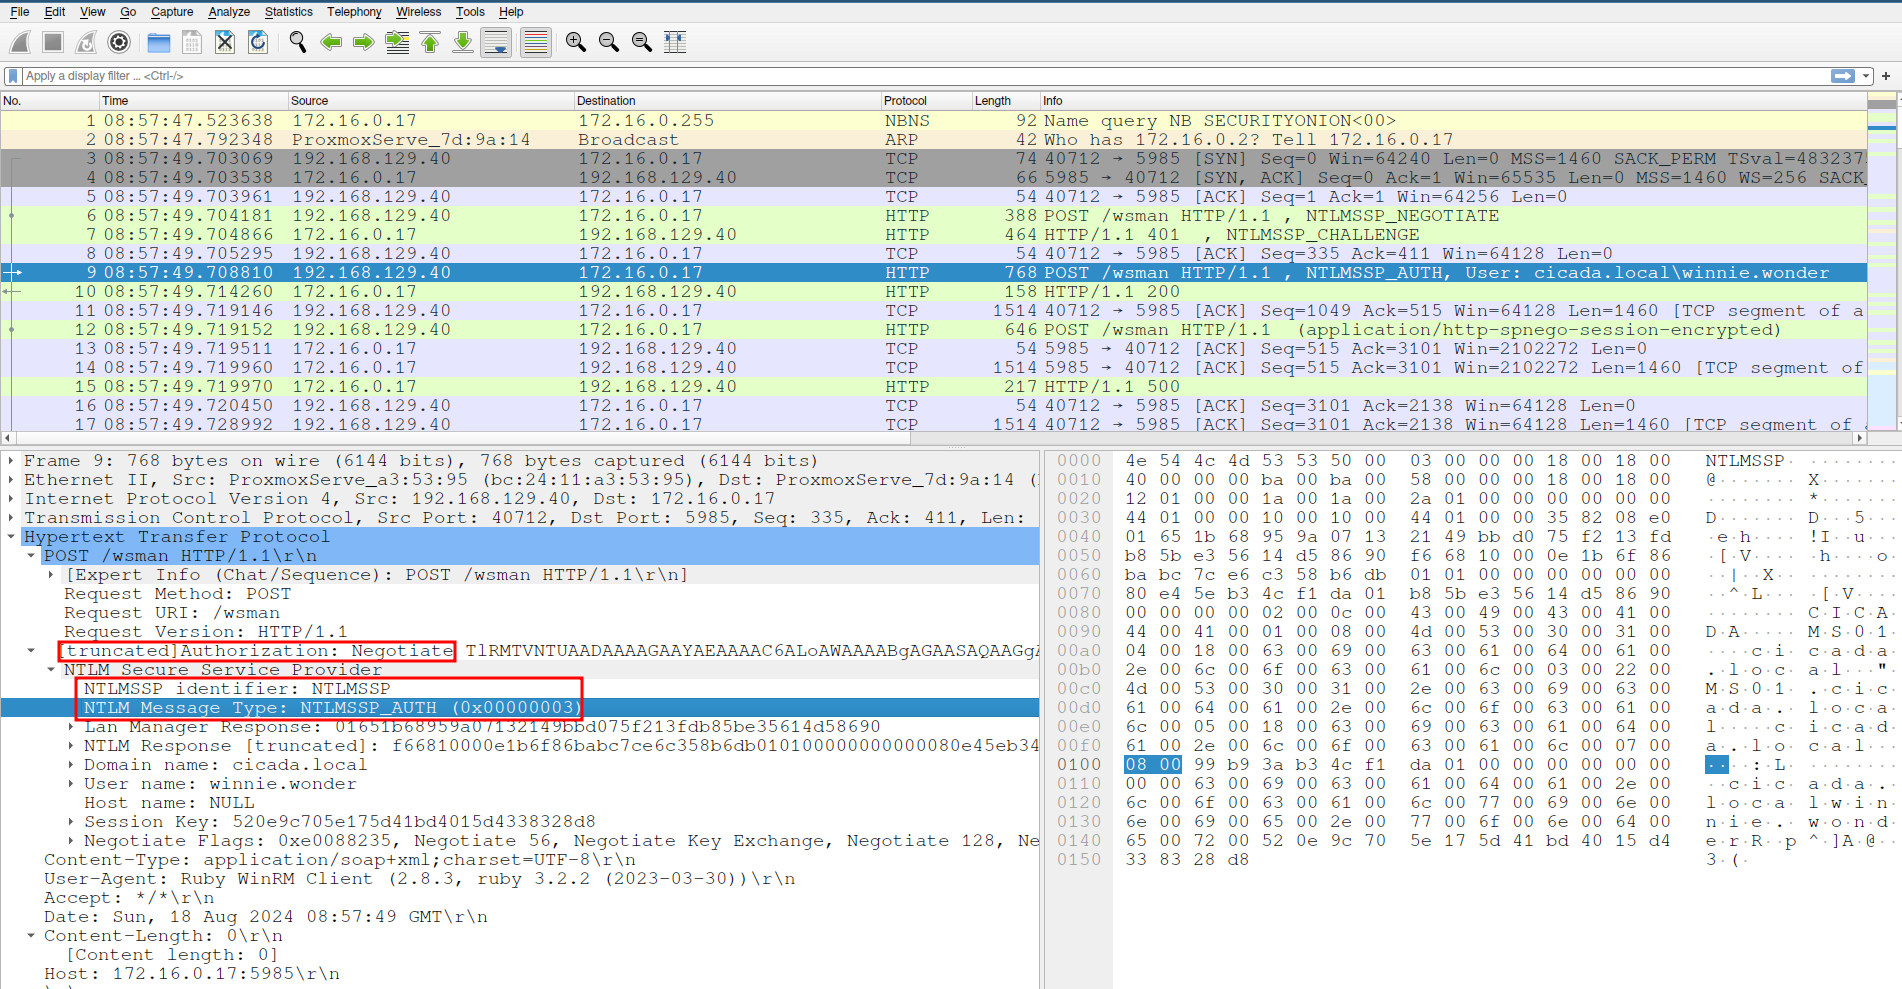 File Edit View Go Capture Analyze Statistics Telephony Wireless Tools Help
Apply a display filter ... <Ctrl-/>
No. Time Source Destination Protocol Length Info
1 08:57:47.523638 172.16.0.17 172.16.0.255 NBNS 92 Name query NB SECURITYONION<00>
2 08:57:47.792348 ProxmoxServe_7d:9a:14 Broadcast ARP 42 Who has 172.16.0.2? Tell 172.16.0.17
3 08:57:49.703069 192.168.129.40 172.16.0.17 TCP 74 40712 → 5985 [SYN] Seq=0 Win=64240 Len=0 MSS=1460 SACK_PERM TSval=483237
4 08:57:49.703538 172.16.0.17 192.168.129.40 TCP 66 5985 → 40712 [SYN, ACK] Seq=0 Ack=1 Win=65535 Len=0 MSS=1460 WS=256 SACK_
5 08:57:49.703961 192.168.129.40 172.16.0.17 TCP 54 40712 → 5985 [ACK] Seq=1 Ack=1 Win=64256 Len=0
6 08:57:49.704181 192.168.129.40 172.16.0.17 HTTP 388 POST /wsman HTTP/1.1 , NTLMSSP_NEGOTIATE
7 08:57:49.704866 172.16.0.17 192.168.129.40 HTTP 464 HTTP/1.1 401 , NTLMSSP_CHALLENGE
8 08:57:49.705295 192.168.129.40 172.16.0.17 TCP 54 40712 → 5985 [ACK] Seq=335 Ack=411 Win=64128 Len=0
9 08:57:49.708810 192.168.129.40 172.16.0.17 HTTP 768 POST /wsman HTTP/1.1 , NTLMSSP_AUTH, User: cicada.local\winnie.wonder
10 08:57:49.714260 172.16.0.17 192.168.129.40 HTTP 158 HTTP/1.1 200
11 08:57:49.719146 192.168.129.40 172.16.0.17 TCP 1514 40712 → 5985 [ACK] Seq=1049 Ack=515 Win=64128 Len=1460 [TCP segment of a
12 08:57:49.719152 192.168.129.40 172.16.0.17 HTTP 646 POST /wsman HTTP/1.1 (application/http-spnego-session-encrypted)
13 08:57:49.719511 172.16.0.17 192.168.129.40 TCP 54 5985 → 40712 [ACK] Seq=515 Ack=3101 Win=2102272 Len=0
14 08:57:49.719960 172.16.0.17 192.168.129.40 TCP 1514 5985 → 40712 [ACK] Seq=515 Ack=3101 Win=2102272 Len=1460 [TCP segment of
15 08:57:49.719970 172.16.0.17 192.168.129.40 HTTP 217 HTTP/1.1 500
16 08:57:49.720450 192.168.129.40 172.16.0.17 TCP 54 40712 → 5985 [ACK] Seq=3101 Ack=2138 Win=64128 Len=0
17 08:57:49.728992 192.168.129.40 172.16.0.17 TCP 1514 40712 → 5985 [ACK] Seq=3101 Ack=2138 Win=64128 Len=1460 [TCP segment of
Frame 9: 768 bytes on wire (6144 bits), 768 bytes captured (6144 bits)
Ethernet II, Src: ProxmoxServe_a3:53:95 (bc:24:11:a3:53:95), Dst: ProxmoxServe_7d:9a:14 (
Internet Protocol Version 4, Src: 192.168.129.40, Dst: 172.16.0.17
Transmission Control Protocol, Src Port: 40712, Dst Port: 5985, Seq: 335, Ack: 411, Len:
Hypertext Transfer Protocol
POST /wsman HTTP/1.1\r\n
[Expert Info (Chat/Sequence): POST /wsman HTTP/1.1\r\n]
Request Method: POST
Request URI: /wsman
Request Version: HTTP/1.1
[truncated]Authorization: Negotiate TlRMTVNTUAADAAAAGAAYAEAAAAC6ALoAWAAAABgAGAASAQAAGgA
NTLM Secure Service Provider
NTLMSSP identifier: NTLMSSP
NTLM Message Type: NTLMSSP_AUTH (0x00000003)
Lan Manager Response: 01651b68959a07132149bbd075f213fdb85be35614d58690
NTLM Response [truncated]: f66810000e1b6f86babc7ce6c358b6db010100000000000080e45eb34
Domain name: cicada.local
User name: winnie.wonder
Host name: NULL
Session Key: 520e9c705e175d41bd4015d4338328d8
Negotiate Flags: 0xe0088235, Negotiate 56, Negotiate Key Exchange, Negotiate 128, Ne
Content-Type: application/soap+xml;charset=UTF-8\r\n
User-Agent: Ruby WinRM Client (2.8.3, ruby 3.2.2 (2023-03-30))\r\n
Accept: */*\r\n
Date: Sun, 18 Aug 2024 08:57:49 GMT\r\n
Content-Length: 0\r\n
[Content length: 0]
Host: 172.16.0.17:5985\r\n
0000 4e 54 4c 4d 53 53 50 00 03 00 00 00 18 00 18 00 NTLMSSP· ········
0010 40 00 00 00 ba 00 ba 00 58 00 00 00 18 00 18 00 @······· X·······
0020 12 01 00 00 1a 00 1a 00 2a 01 00 00 00 00 00 00 ········ *·······
0030 44 01 00 00 10 00 10 00 44 01 00 00 35 82 08 e0 D······· D···5···
0040 01 65 1b 68 95 9a 07 13 21 49 bb d0 75 f2 13 fd ·e·h···· !I··u···
0050 b8 5b e3 56 14 d5 86 90 f6 68 10 00 0e 1b 6f 86 ·[·V···· ·h····o·
0060 ba bc 7c e6 c3 58 b6 db 01 01 00 00 00 00 00 00 ··|··X·· ········
0070 80 e4 5e b3 4c f1 da 01 b8 5b e3 56 14 d5 86 90 ··^·L··· ·[·V····
0080 00 00 00 00 02 00 0c 00 43 00 49 00 43 00 41 00 ········ C·I·C·A·
0090 44 00 41 00 01 00 08 00 4d 00 53 00 30 00 31 00 D·A····· M·S·0·1·
00a0 04 00 18 00 63 00 69 00 63 00 61 00 64 00 61 00 ····c·i· c·a·d·a·
00b0 2e 00 6c 00 6f 00 63 00 61 00 6c 00 03 00 22 00 .·l·o·c· a·l···"·
00c0 4d 00 53 00 30 00 31 00 2e 00 63 00 69 00 63 00 M·S·0·1· .·c·i·c·
00d0 61 00 64 00 61 00 2e 00 6c 00 6f 00 63 00 61 00 a·d·a·.· l·o·c·a·
00e0 6c 00 05 00 18 00 63 00 69 00 63 00 61 00 64 00 l·····c· i·c·a·d·
00f0 61 00 2e 00 6c 00 6f 00 63 00 61 00 6c 00 07 00 a·.·l·o· c·a·l···
0100 08 00 99 b9 3a b3 4c f1 da 01 00 00 00 00 00 00 ····:·L· ········
0110 00 00 63 00 69 00 63 00 61 00 64 00 61 00 2e 00 ··c·i·c· a·d·a·.·
0120 6c 00 6f 00 63 00 61 00 6c 00 77 00 69 00 6e 00 l·o·c·a· l·w·i·n·
0130 6e 00 69 00 65 00 2e 00 77 00 6f 00 6e 00 64 00 n·i·e·.· w·o·n·d·
0140 65 00 72 00 52 0e 9c 70 5e 17 5d 41 bd 40 15 d4 e·r·R··p ^·]A·@··
0150 33 83 28 d8 3·(·